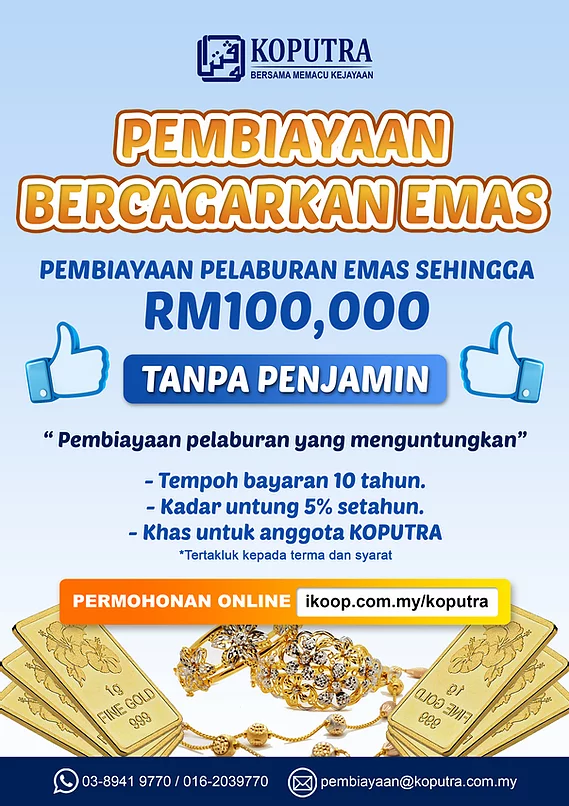 KOPUTRA
BERSAMA MEMACU KEJAYAAN
PEMBIAYAAN
BERCAGARKAN EMAS
PEMBIAYAAN PELABURAN EMAS SEHINGGA
RM100,000
TANPA PENJAMIN
“ Pembiayaan pelaburan yang menguntungkan”
- Tempoh bayaran 10 tahun.
- Kadar untung 5% setahun.
- Khas untuk anggota KOPUTRA
*Tertakluk kepada terma dan syarat
PERMOHONAN ONLINE ikoop.com.my/koputra
1g
FINE GOLD
999
1g
FINE GOLD
999
03-8941 9770 / 016-2039770 pembiayaan@koputra.com.my